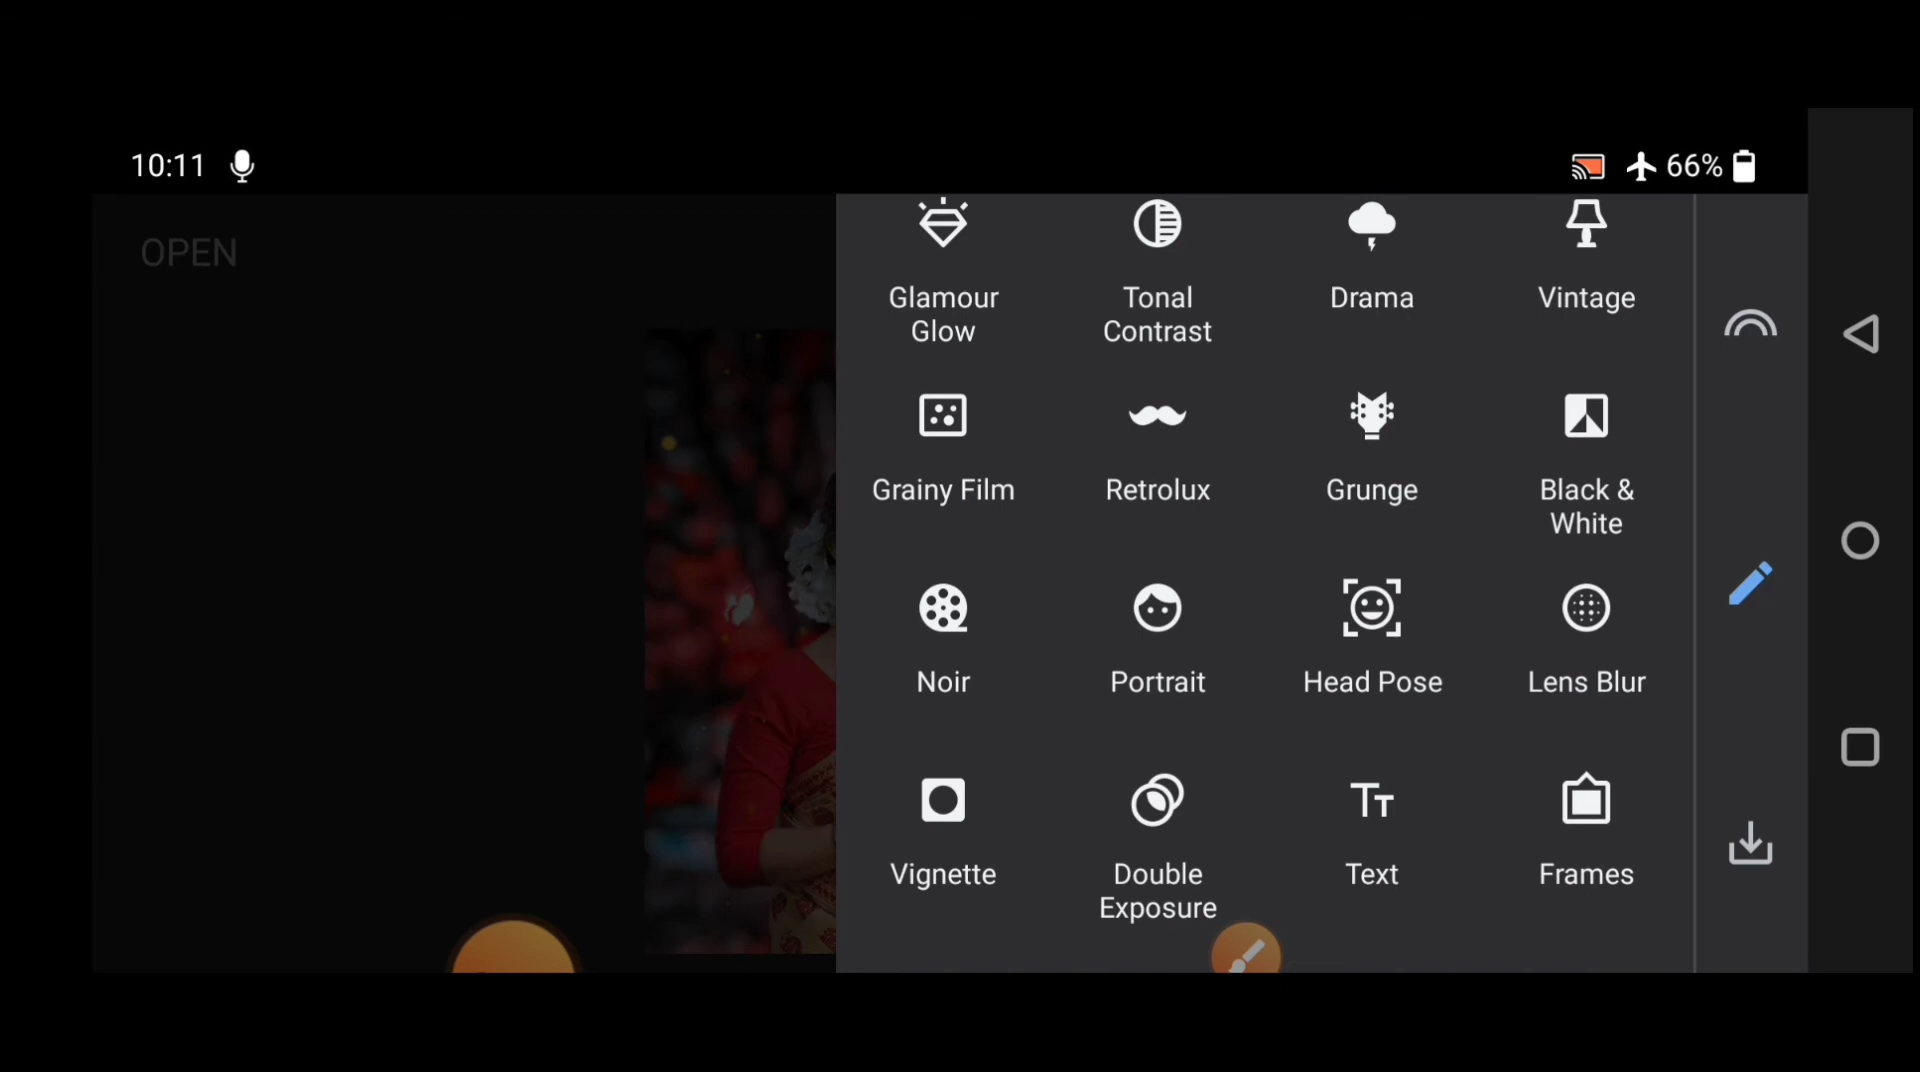 10:11
66%
OPEN
Glamour
Glow
Tonal
Contrast
Drama
Vintage
Grainy Film
Retrolux
Grunge
Black &
White
Noir
Portrait
Head Pose
Lens Blur
Vignette
Double
Exposure
Text
Frames